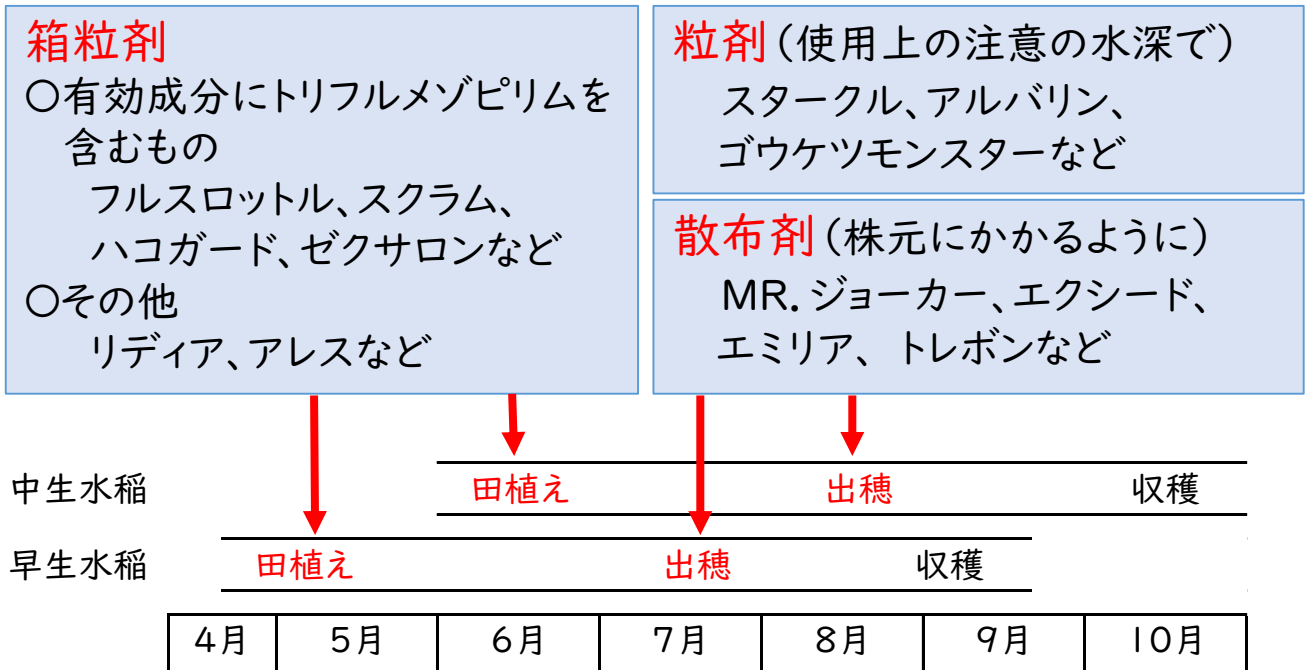 箱粒剤
○有効成分にトリフルメゾピリムを
含むもの
フルスロットル、スクラム、
ハコガード、ゼクサロンなど
○その他
リディア、アレスなど
粒剤(使用上の注意の水深で)
スタークル、アルバリン、
ゴウケツモンスターなど
散布剤(株元にかかるように)
MR.ジョーカー、エクシード、
エミリア、トレボンなど
中生水稲 田植え 出穂 収穫
早生水稲 田植え 出穂 収穫
4月 5月 6月 7月 8月 9月 10月